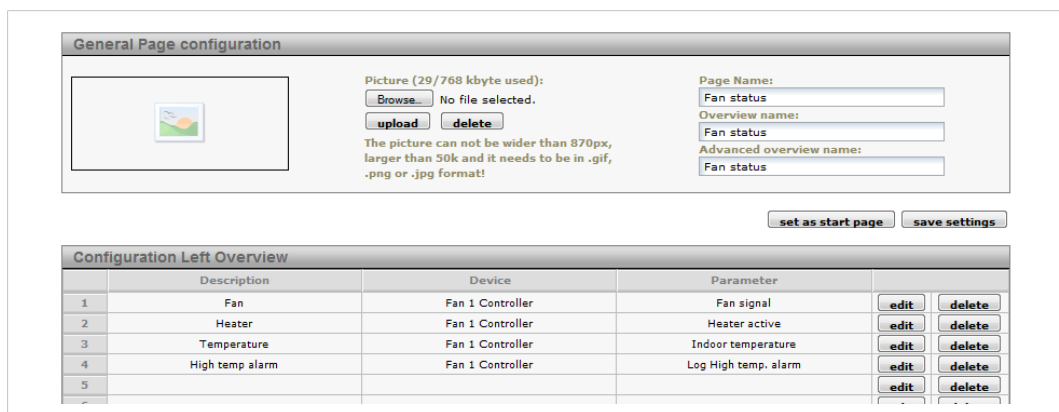 General Page configuration
Picture (29/768 kbyte used):
Browse... No file selected.
upload delete
The picture can not be wider than 870px,
larger than 50k and it needs to be in .gif,
.png or .jpg format!
Page Name:
Fan status
Overview name:
Fan status
Advanced overview name:
Fan status
set as start page save settings
Configuration Left Overview
Description Device Parameter
1 Fan Fan 1 Controller Fan signal edit delete
2 Heater Fan 1 Controller Heater active edit delete
3 Temperature Fan 1 Controller Indoor temperature edit delete
4 High temp alarm Fan 1 Controller Log High temp. alarm edit delete
5 edit delete